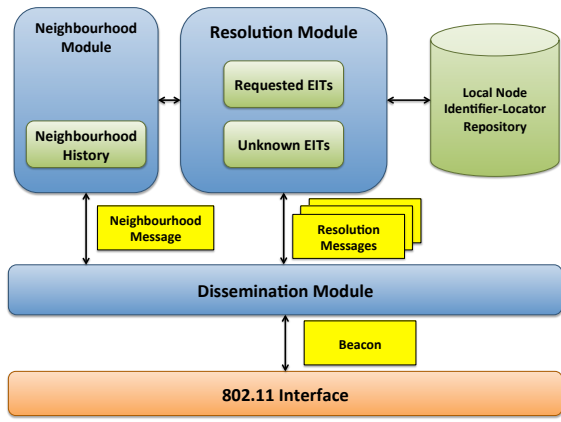 Neighbourhood
Module
Neighbourhood
History
Resolution Module
Requested EITs
Unknown EITs
Local Node
Identifier-Locator
Repository
Neighbourhood
Message
Resolution
Messages
Dissemination Module
Beacon
802.11 Interface